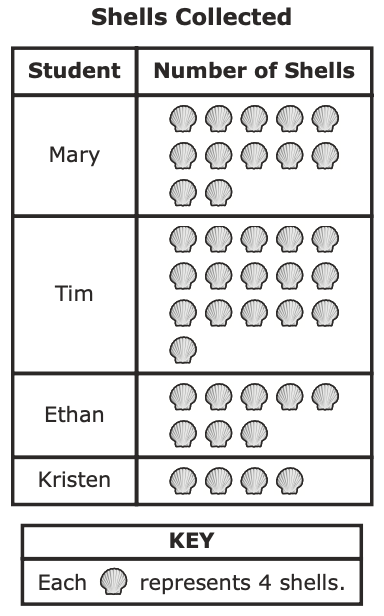 Shells Collected
Student Number of Shells
Mary
Tim
Ethan
Kristen
KEY
Each represents 4 shells.